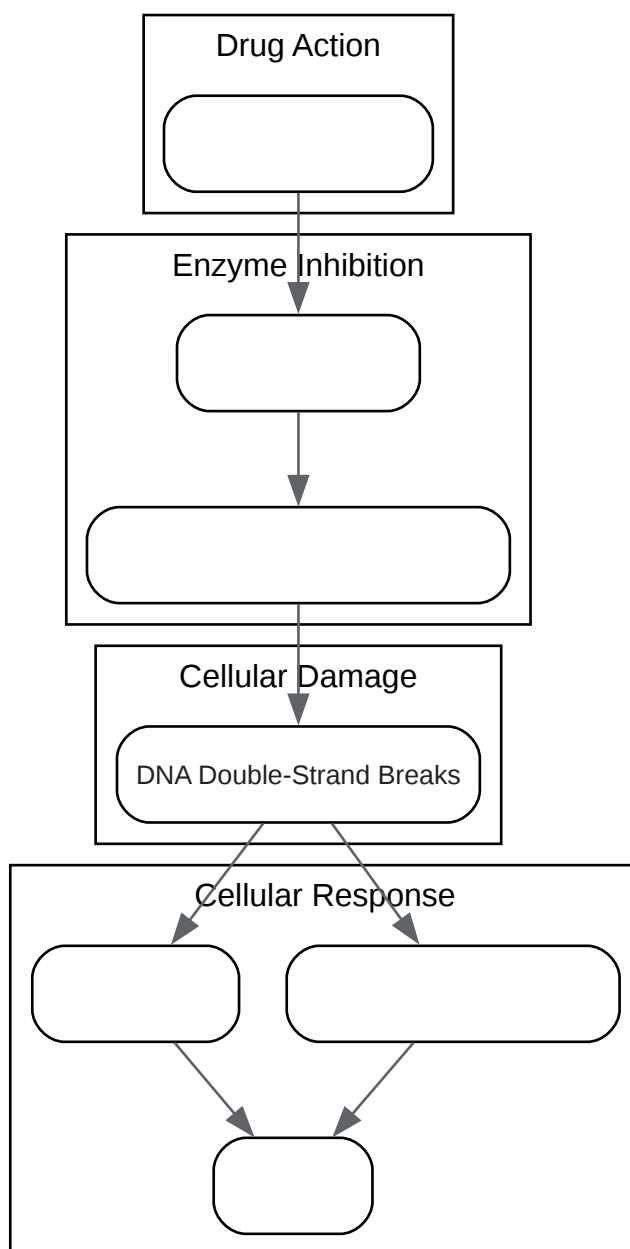 Drug Action
Enzyme Inhibition
Cellular Damage
DNA Double-Strand Breaks
Cellular Response